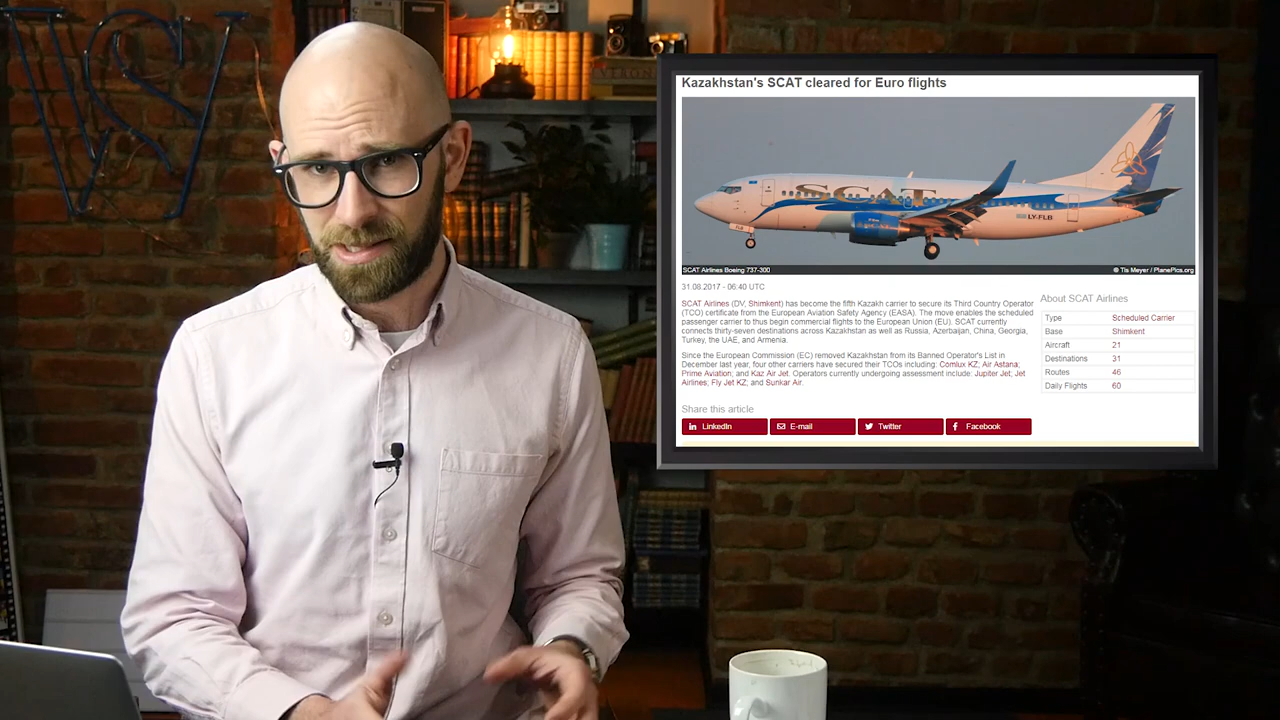 Kazakhstan's SCAT cleared for Euro flights
SCAT
LY-FLB
SCAT Airlines Boeing 737-300
© Tis Meyer / PlanePics.org
31.08.2017 - 06:40 UTC
SCAT Airlines (DV, Shimkent) has become the fifth Kazakh carrier to secure its Third Country Operator
(TCO) certificate from the European Aviation Safety Agency (EASA). The move enables the scheduled
passenger carrier to thus begin commercial flights to the European Union (EU). SCAT currently
connects thirty-seven destinations across Kazakhstan as well as Russia, Azerbaijan, China, Georgia,
Turkey, the UAE, and Armenia.
Since the European Commission (EC) removed Kazakhstan from its Banned Operator's List in
December last year, four other carriers have secured their TCOs including: Comlux KZ; Air Astana;
Prime Aviation; and Kaz Air Jet. Operators currently undergoing assessment include: Jupiter Jet; Jet
Airlines; Fly Jet KZ; and Sunkar Air.
About SCAT Airlines
Type Scheduled Carrier
Base Shimkent
Aircraft 21
Destinations 31
Routes 46
Daily Flights 60
Share this article
LinkedIn
E-mail
Twitter
Facebook